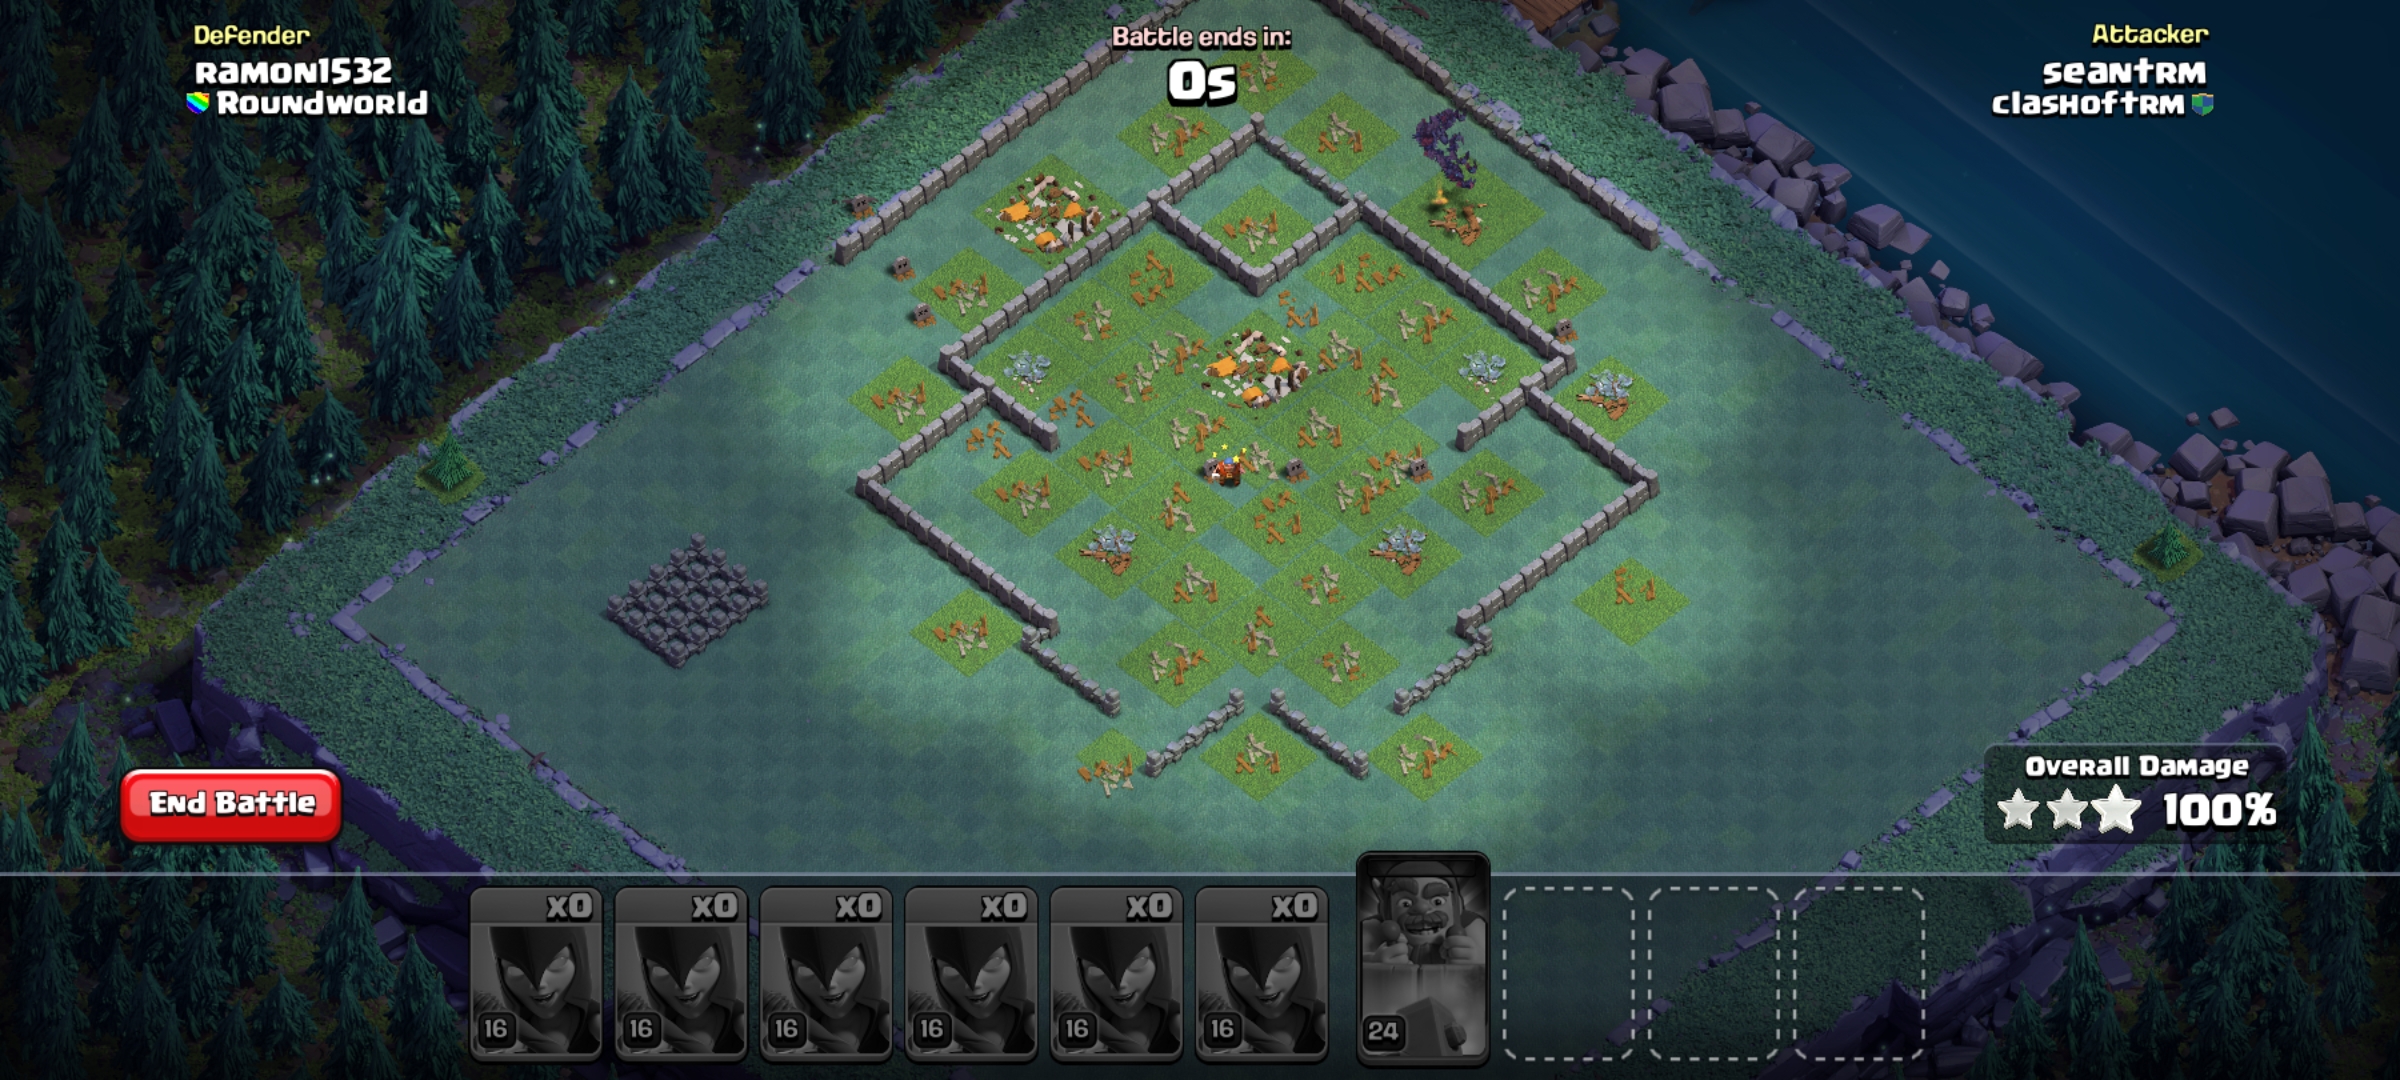 Defender
Ramon1532
Roundworld
Battle ends in:
0s
Attacker
seantRM
clashoftRM
End Battle
Overall Damage
100%
x0
x0
x0
x0
x0
x0
16
16
16
16
16
16
24